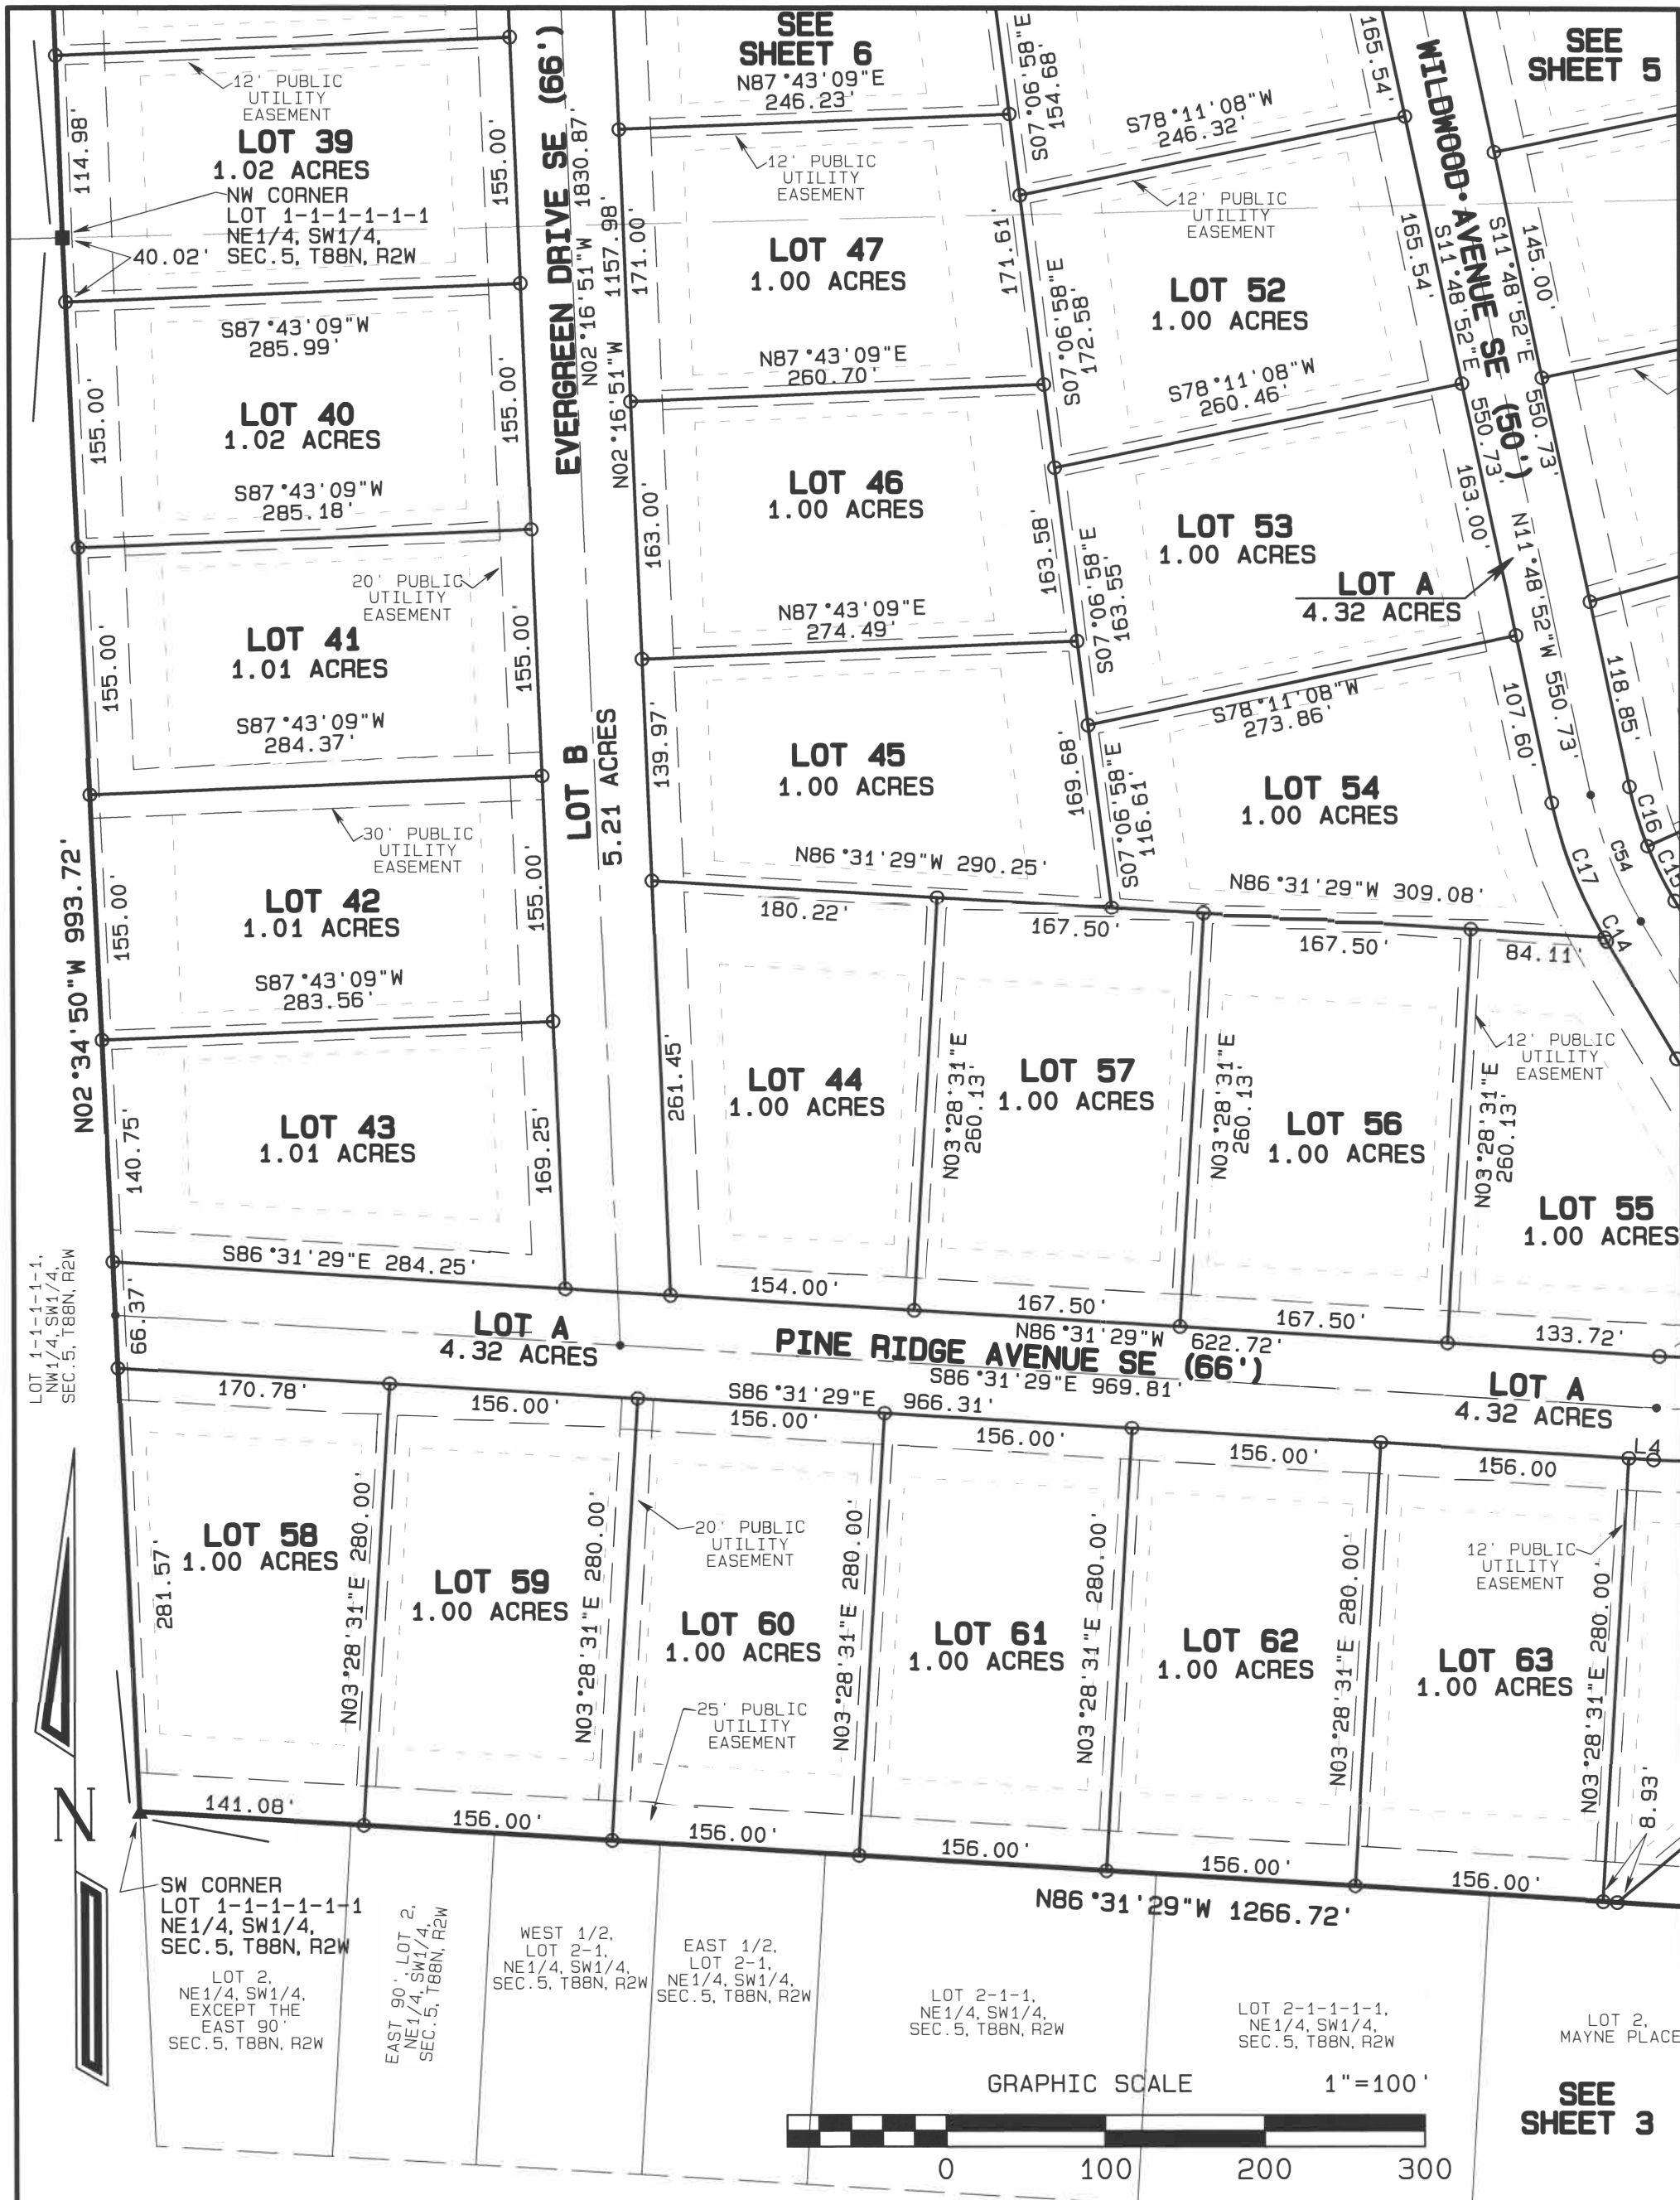 SEE
SHEET 6
SEE
SHEET 5
12' PUBLIC
UTILITY
EASEMENT
LOT 39
1.02 ACRES
114.98'
155.00'
NW CORNER
LOT 1-1-1-1-1-1
NE1/4, SW1/4,
SEC.5, T88N, R2W
40.02'
S87°43'09"W
285.99'
LOT 40
1.02 ACRES
155.00'
155.00'
S87°43'09"W
285.18'
20' PUBLIC
UTILITY
EASEMENT
LOT 41
1.01 ACRES
155.00'
155.00'
S87°43'09"W
284.37'
30' PUBLIC
UTILITY
EASEMENT
LOT 42
1.01 ACRES
155.00'
155.00'
S87°43'09"W
283.56'
N02°34'50"W 993.72'
LOT 43
1.01 ACRES
140.75'
169.25'
S86°31'29"E 284.25'
66.37'
LOT 1-1-1-1-1-1,
NW1/4, SW1/4,
SEC.5, T88N, R2W
EVERGREEN DRIVE SE (66')
N02°16'51"W 1830.87'
N02°16'51"W 1157.98'
LOT B
5.21 ACRES
N87°43'09"E
246.23'
12' PUBLIC
UTILITY
EASEMENT
S07°06'58"E
154.68'
LOT 47
1.00 ACRES
171.00'
171.61'
N87°43'09"E
260.70'
LOT 46
1.00 ACRES
163.00'
163.58'
N87°43'09"E
274.49'
LOT 45
1.00 ACRES
139.97'
169.68'
N86°31'29"W 290.25'
S78°11'08"W
246.32'
12' PUBLIC
UTILITY
EASEMENT
165.54'
LOT 52
1.00 ACRES
S07°06'58"E
172.58'
165.54'
S11°48'52"E 550.73'
S78°11'08"W
260.46'
LOT 53
1.00 ACRES
S07°06'58"E
163.55'
163.00'
LOT A
4.32 ACRES
S78°11'08"W
273.86'
LOT 54
1.00 ACRES
S07°06'58"E
116.61'
107.60'
N86°31'29"W 309.08'
WILDWOOD AVENUE SE (50')
N11°48'52"W 550.73'
S11°48'52"E 550.73'
145.00'
118.85'
C16
C15
C54
C17
C14
180.22'
167.50'
167.50'
84.11'
LOT 44
1.00 ACRES
261.45'
N03°28'31"E
260.13'
LOT 57
1.00 ACRES
N03°28'31"E
260.13'
LOT 56
1.00 ACRES
N03°28'31"E
260.13'
12' PUBLIC
UTILITY
EASEMENT
LOT 55
1.00 ACRES
154.00'
167.50'
167.50'
133.72'
N86°31'29"W 622.72'
LOT A
4.32 ACRES
PINE RIDGE AVENUE SE (66')
S86°31'29"E 969.81'
LOT A
4.32 ACRES
S86°31'29"E 966.31'
170.78'
156.00'
156.00'
156.00'
156.00'
156.00
L4
LOT 58
1.00 ACRES
281.57'
N03°28'31"E 280.00'
LOT 59
1.00 ACRES
N03°28'31"E 280.00'
20' PUBLIC
UTILITY
EASEMENT
LOT 60
1.00 ACRES
25' PUBLIC
UTILITY
EASEMENT
N03°28'31"E 280.00'
LOT 61
1.00 ACRES
N03°28'31"E 280.00'
LOT 62
1.00 ACRES
N03°28'31"E 280.00'
12' PUBLIC
UTILITY
EASEMENT
LOT 63
1.00 ACRES
N03°28'31"E 280.00'
8.93'
141.08'
156.00'
156.00'
156.00'
156.00'
156.00'
N86°31'29"W 1266.72'
N
SW CORNER
LOT 1-1-1-1-1-1
NE1/4, SW1/4,
SEC.5, T88N, R2W
LOT 2,
NE1/4, SW1/4,
EXCEPT THE
EAST 90'
SEC.5, T88N, R2W
EAST 90', LOT 2,
NE1/4, SW1/4,
SEC.5, T88N, R2W
WEST 1/2,
LOT 2-1,
NE1/4, SW1/4,
SEC.5, T88N, R2W
EAST 1/2,
LOT 2-1,
NE1/4, SW1/4,
SEC.5, T88N, R2W
LOT 2-1-1,
NE1/4, SW1/4,
SEC.5, T88N, R2W
LOT 2-1-1-1-1,
NE1/4, SW1/4,
SEC.5, T88N, R2W
LOT 2,
MAYNE PLACE
GRAPHIC SCALE 1"=100'
0 100 200 300
SEE
SHEET 3